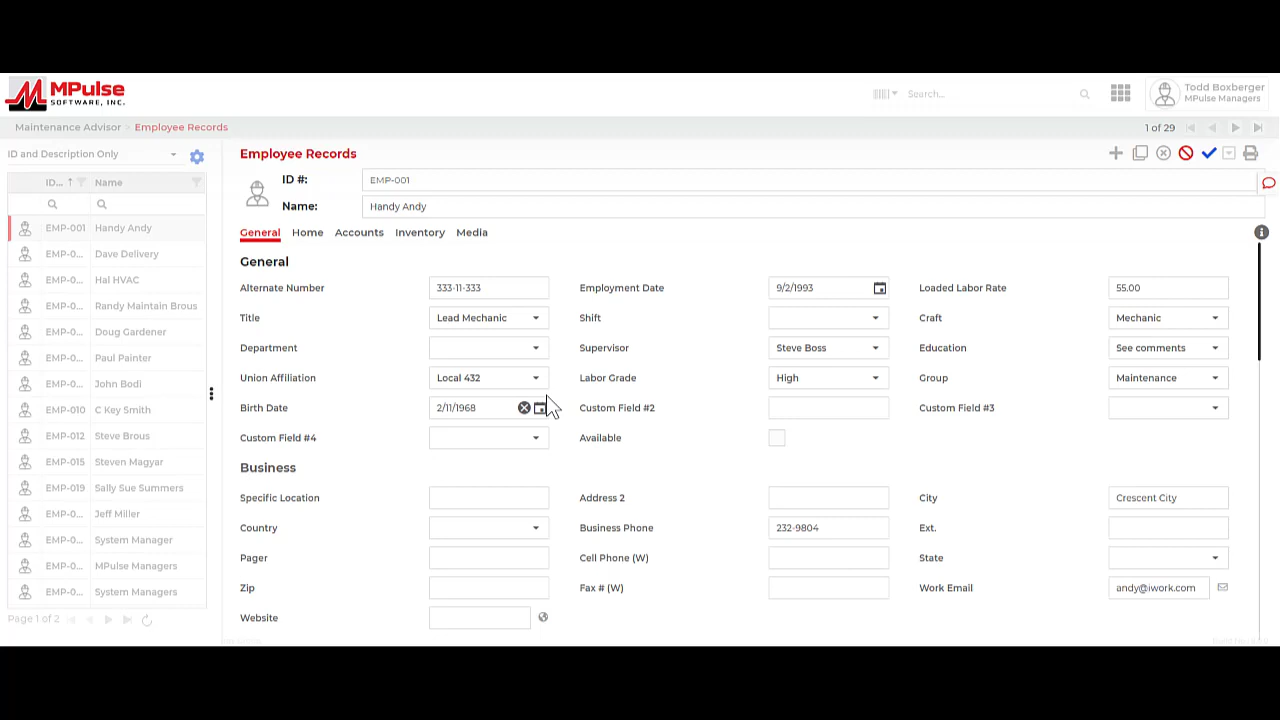 MPulse
SOFTWARE, INC.
Search...
Todd Boxberger
MPulse Managers
Maintenance Advisor > Employee Records
1 of 29
ID and Description Only
ID... ↑ Name
EMP-001 Handy Andy
EMP-0... Dave Delivery
EMP-0... Hal HVAC
EMP-0... Randy Maintain Brous
EMP-0... Doug Gardener
EMP-0... Paul Painter
EMP-0... John Bodi
EMP-010 C Key Smith
EMP-012 Steve Brous
EMP-015 Steven Magyar
EMP-019 Sally Sue Summers
EMP-0... Jeff Miller
EMP-0... System Manager
EMP-0... MPulse Managers
EMP-0... System Managers
Page 1 of 2
Employee Records
ID #: EMP-001
Name: Handy Andy
General Home Accounts Inventory Media
General
Alternate Number 333-11-333 Employment Date 9/2/1993 Loaded Labor Rate 55.00
Title Lead Mechanic Shift Craft Mechanic
Department Supervisor Steve Boss Education See comments
Union Affiliation Local 432 Labor Grade High Group Maintenance
Birth Date 2/11/1968 Custom Field #2 Custom Field #3
Custom Field #4 Available
Business
Specific Location Address 2 City Crescent City
Country Business Phone 232-9804 Ext.
Pager Cell Phone (W) State
Zip Fax # (W) Work Email andy@iwork.com
Website